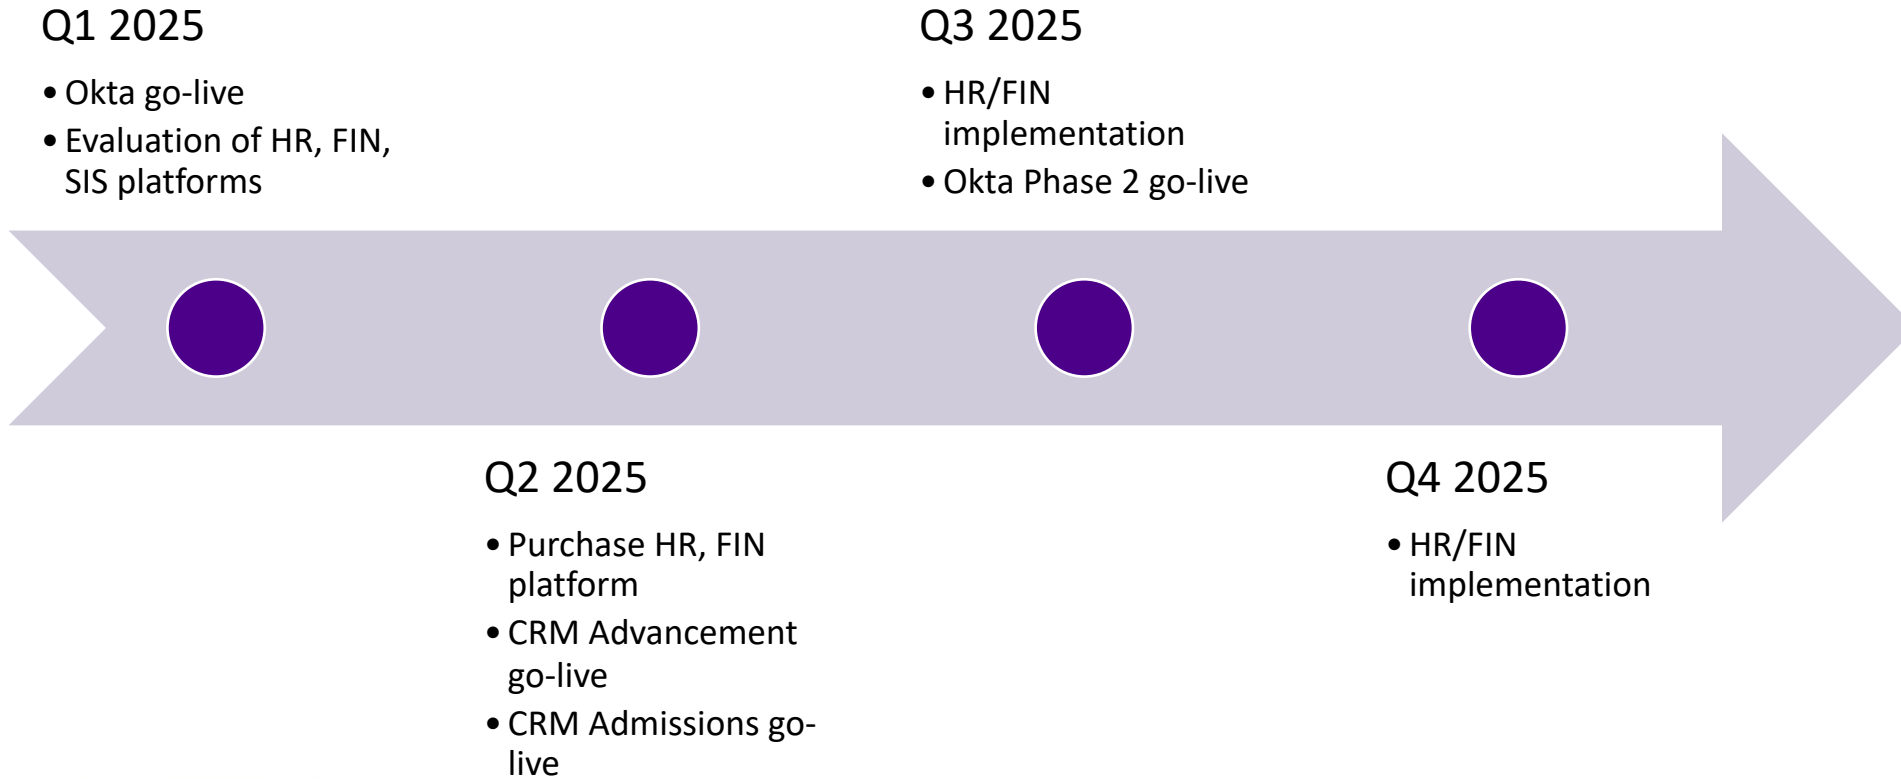 Q1 2025
• Okta go-live
• Evaluation of HR, FIN,
SIS platforms
Q2 2025
• Purchase HR, FIN
platform
• CRM Advancement
go-live
• CRM Admissions go-
live
Q3 2025
• HR/FIN
implementation
• Okta Phase 2 go-live
Q4 2025
• HR/FIN
implementation